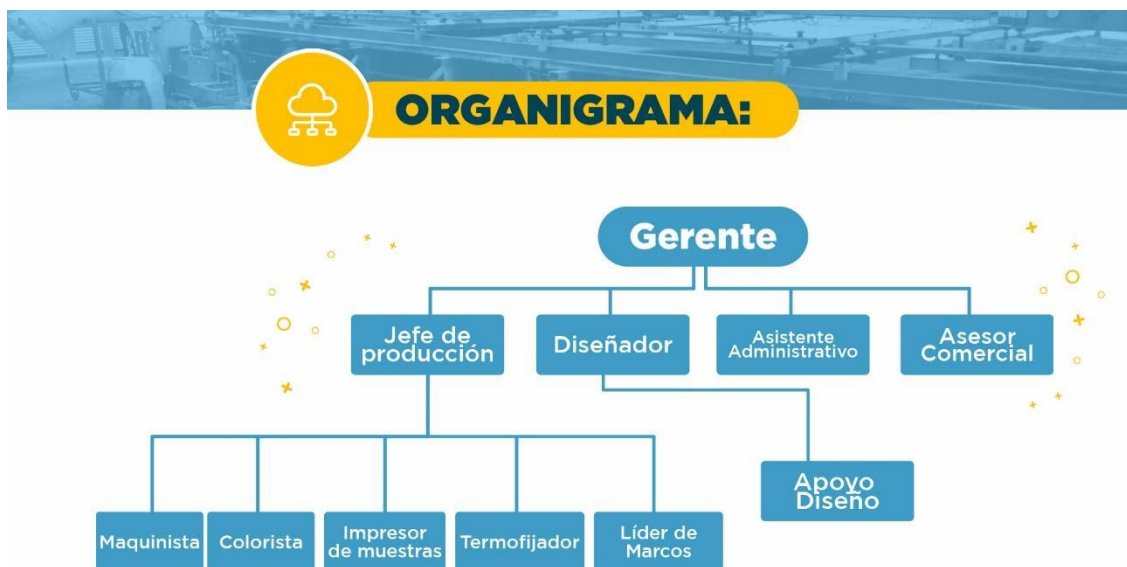 ORGANIGRAMA:
Gerente
Jefe de
producción
Diseñador
Asistente
Administrativo
Asesor
Comercial
Apoyo
Diseño
Maquinista
Colorista
Impresor
de muestras
Termofijador
Líder de
Marcos